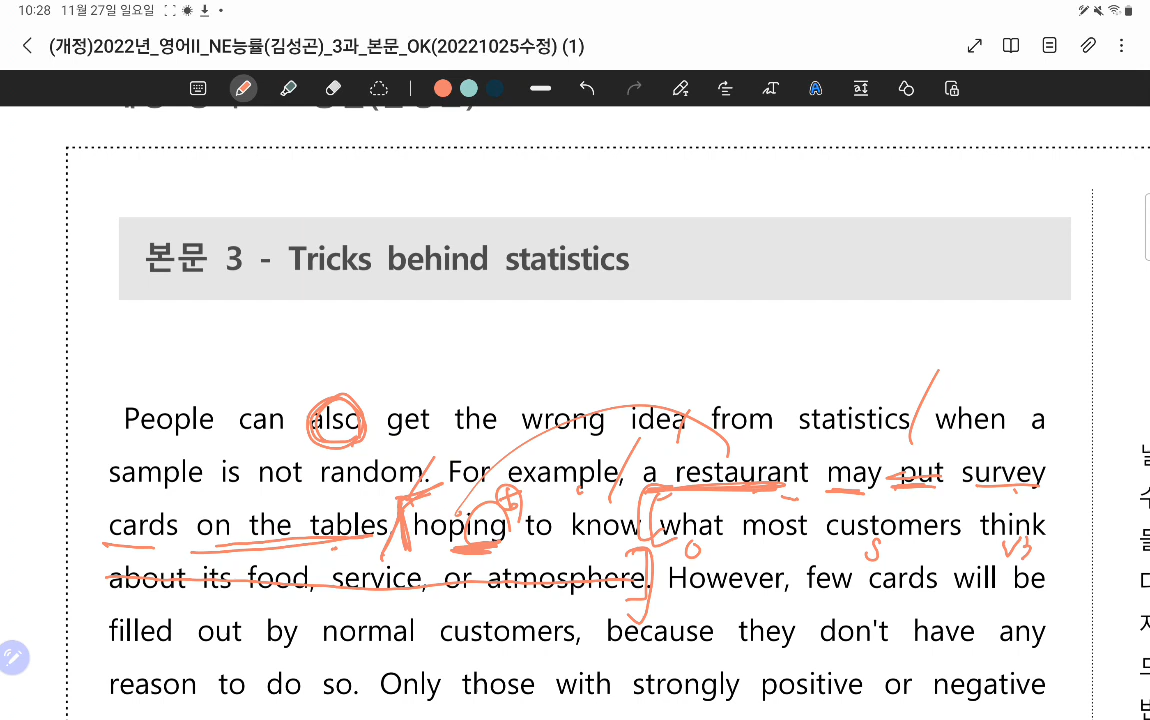 10:28 11월 27일 일요일
(개정)2022년_영어II_NE능률(김성곤)_3과_본문_OK(20221025수정) (1)
본문 3 - Tricks behind statistics
People can also get the wrong idea from statistics when a
sample is not random. For example, a restaurant may put survey
cards on the tables, hoping to know what most customers think
O S V3
about its food, service, or atmosphere. However, few cards will be
filled out by normal customers, because they don't have any
reason to do so. Only those with strongly positive or negative